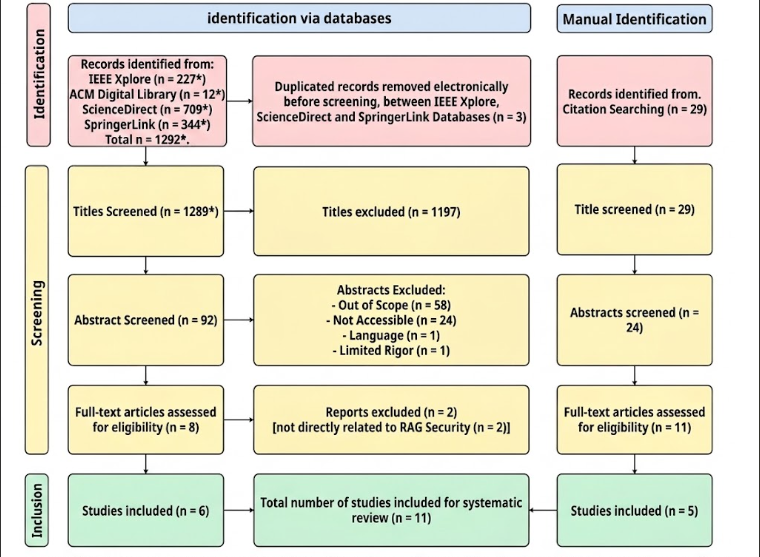 identification via databases
Manual Identification
Identification
Records identified from:
IEEE Xplore (n = 227*)
ACM Digital Library (n = 12*)
ScienceDirect (n = 709*)
SpringerLink (n = 344*)
Total n = 1292*.
Duplicated records removed electronically
before screening, between IEEE Xplore,
ScienceDirect and SpringerLink Databases (n = 3)
Records identified from.
Citation Searching (n = 29)
Screening
Titles Screened (n = 1289*)
Titles excluded (n = 1197)
Title screened (n = 29)
Abstract Screened (n = 92)
Abstracts Excluded:
- Out of Scope (n = 58)
- Not Accessible (n = 24)
- Language (n = 1)
- Limited Rigor (n = 1)
Abstracts screened (n =
24)
Full-text articles assessed
for eligibility (n = 8)
Reports excluded (n = 2)
[not directly related to RAG Security (n = 2)]
Full-text articles assessed
for eligibility (n = 11)
Inclusion
Studies included (n = 6)
Total number of studies included for systematic
review (n = 11)
Studies included (n = 5)